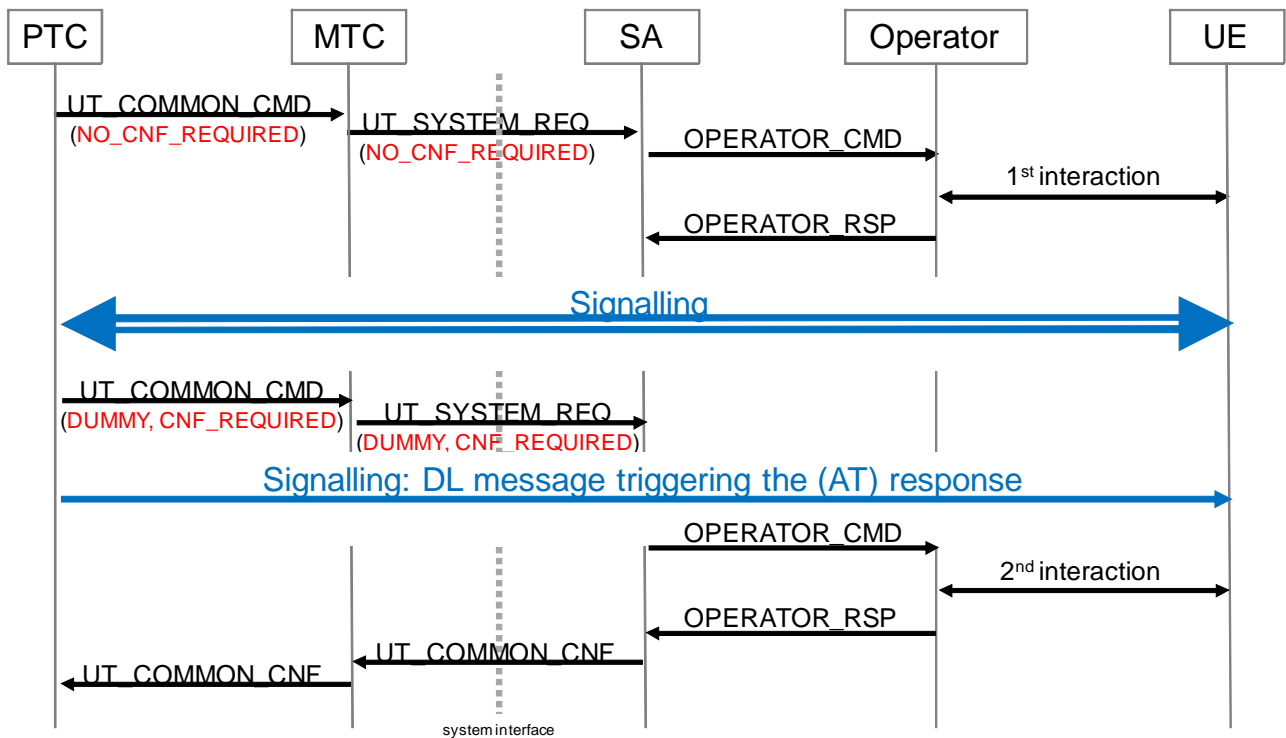 PTC MTC SA Operator UE
UT_COMMON_CMD
(NO_CNF_REQUIRED)
UT_SYSTEM_REQ
(NO_CNF_REQUIRED)
OPERATOR_CMD
1st interaction
OPERATOR_RSP
Signalling
UT_COMMON_CMD
(DUMMY, CNF_REQUIRED)
UT_SYSTEM_REQ
(DUMMY, CNF_REQUIRED)
Signalling: DL message triggering the (AT) response
OPERATOR_CMD
2nd interaction
OPERATOR_RSP
UT_COMMON_CNF
UT_COMMON_CNF
system interface